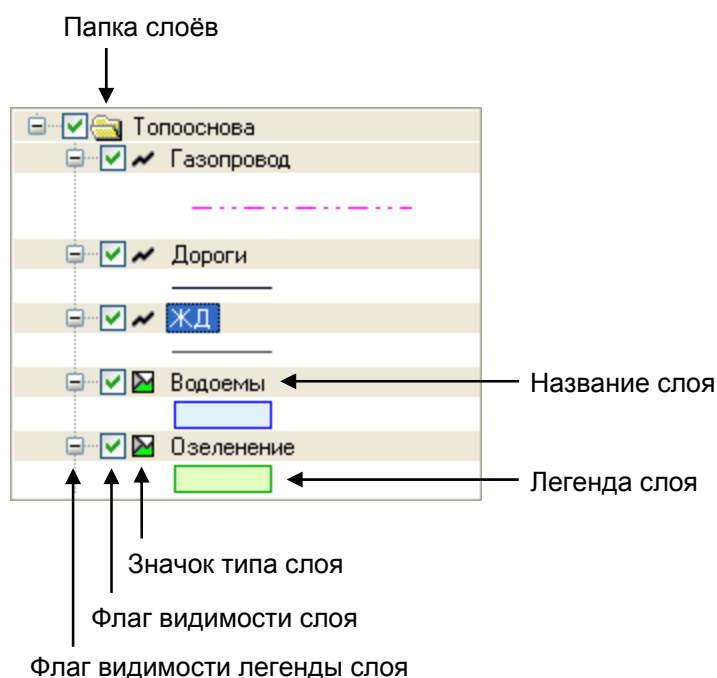 Папка слоёв
Топооснова
Газопровод
Дороги
ЖД
Водоемы
Название слоя
Озеленение
Легенда слоя
Значок типа слоя
Флаг видимости слоя
Флаг видимости легенды слоя